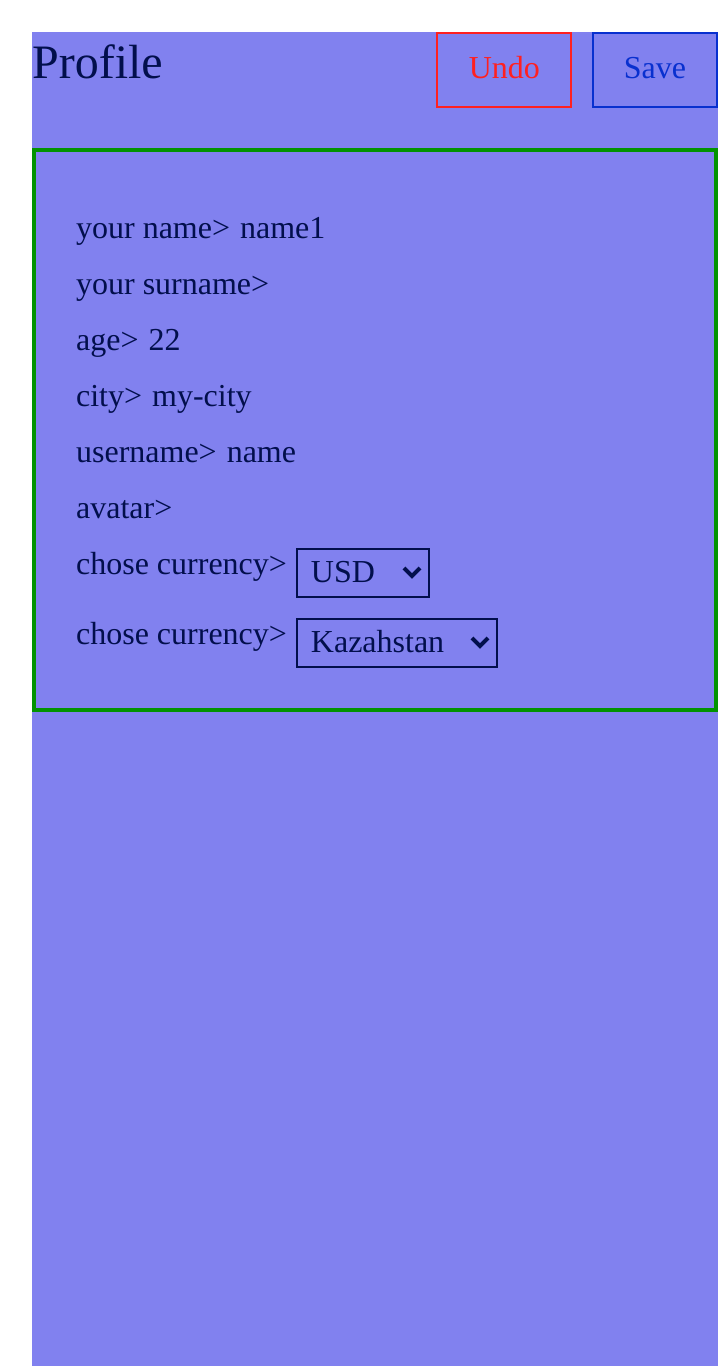 Profile Undo Save
your name> name1
your surname>
age> 22
city> my-city
username> name
avatar>
chose currency> USD
chose currency> Kazahstan